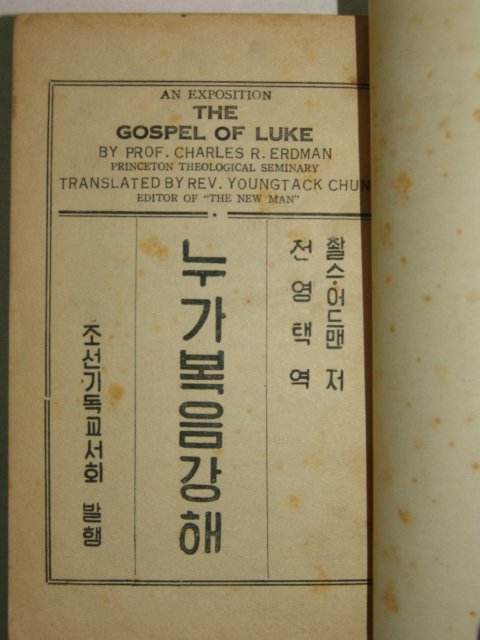 AN EXPOSITION
THE
GOSPEL OF LUKE
BY PROF. CHARLES R. ERDMAN
PRINCETON THEOLOGICAL SEMINARY
TRANSLATED BY REV. YOUNGTACK CHUN
EDITOR OF "THE NEW MAN"
촬스·어드맨 저
전영택 역
누가복음강해
조선기독교서회 발행